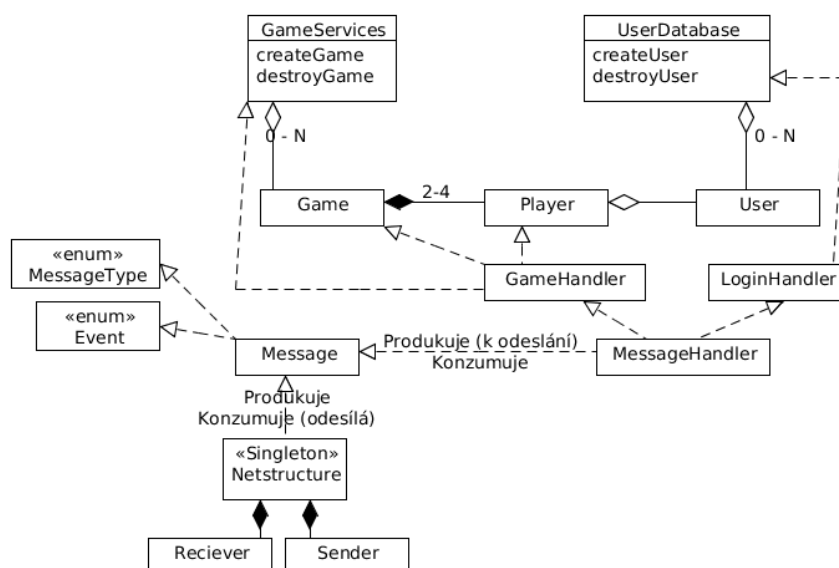 GameServices
createGame
destroyGame
UserDatabase
createUser
destroyUser
0 - N
0 - N
Game
2-4
Player
User
«enum»
MessageType
GameHandler
LoginHandler
«enum»
Event
Message
Produkuje (k odeslání)
Konzumuje
MessageHandler
Produkuje
Konzumuje (odesílá)
«Singleton»
Netstructure
Reciever
Sender